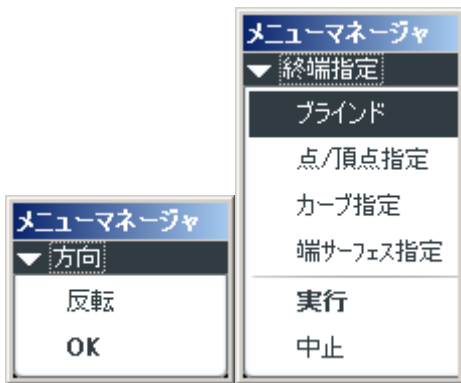 メニューマネージャ
▼ 方向
反転
OK
メニューマネージャ
▼ 終端指定
ブラインド
点/頂点指定
カーブ指定
端サーフェス指定
実行
中止